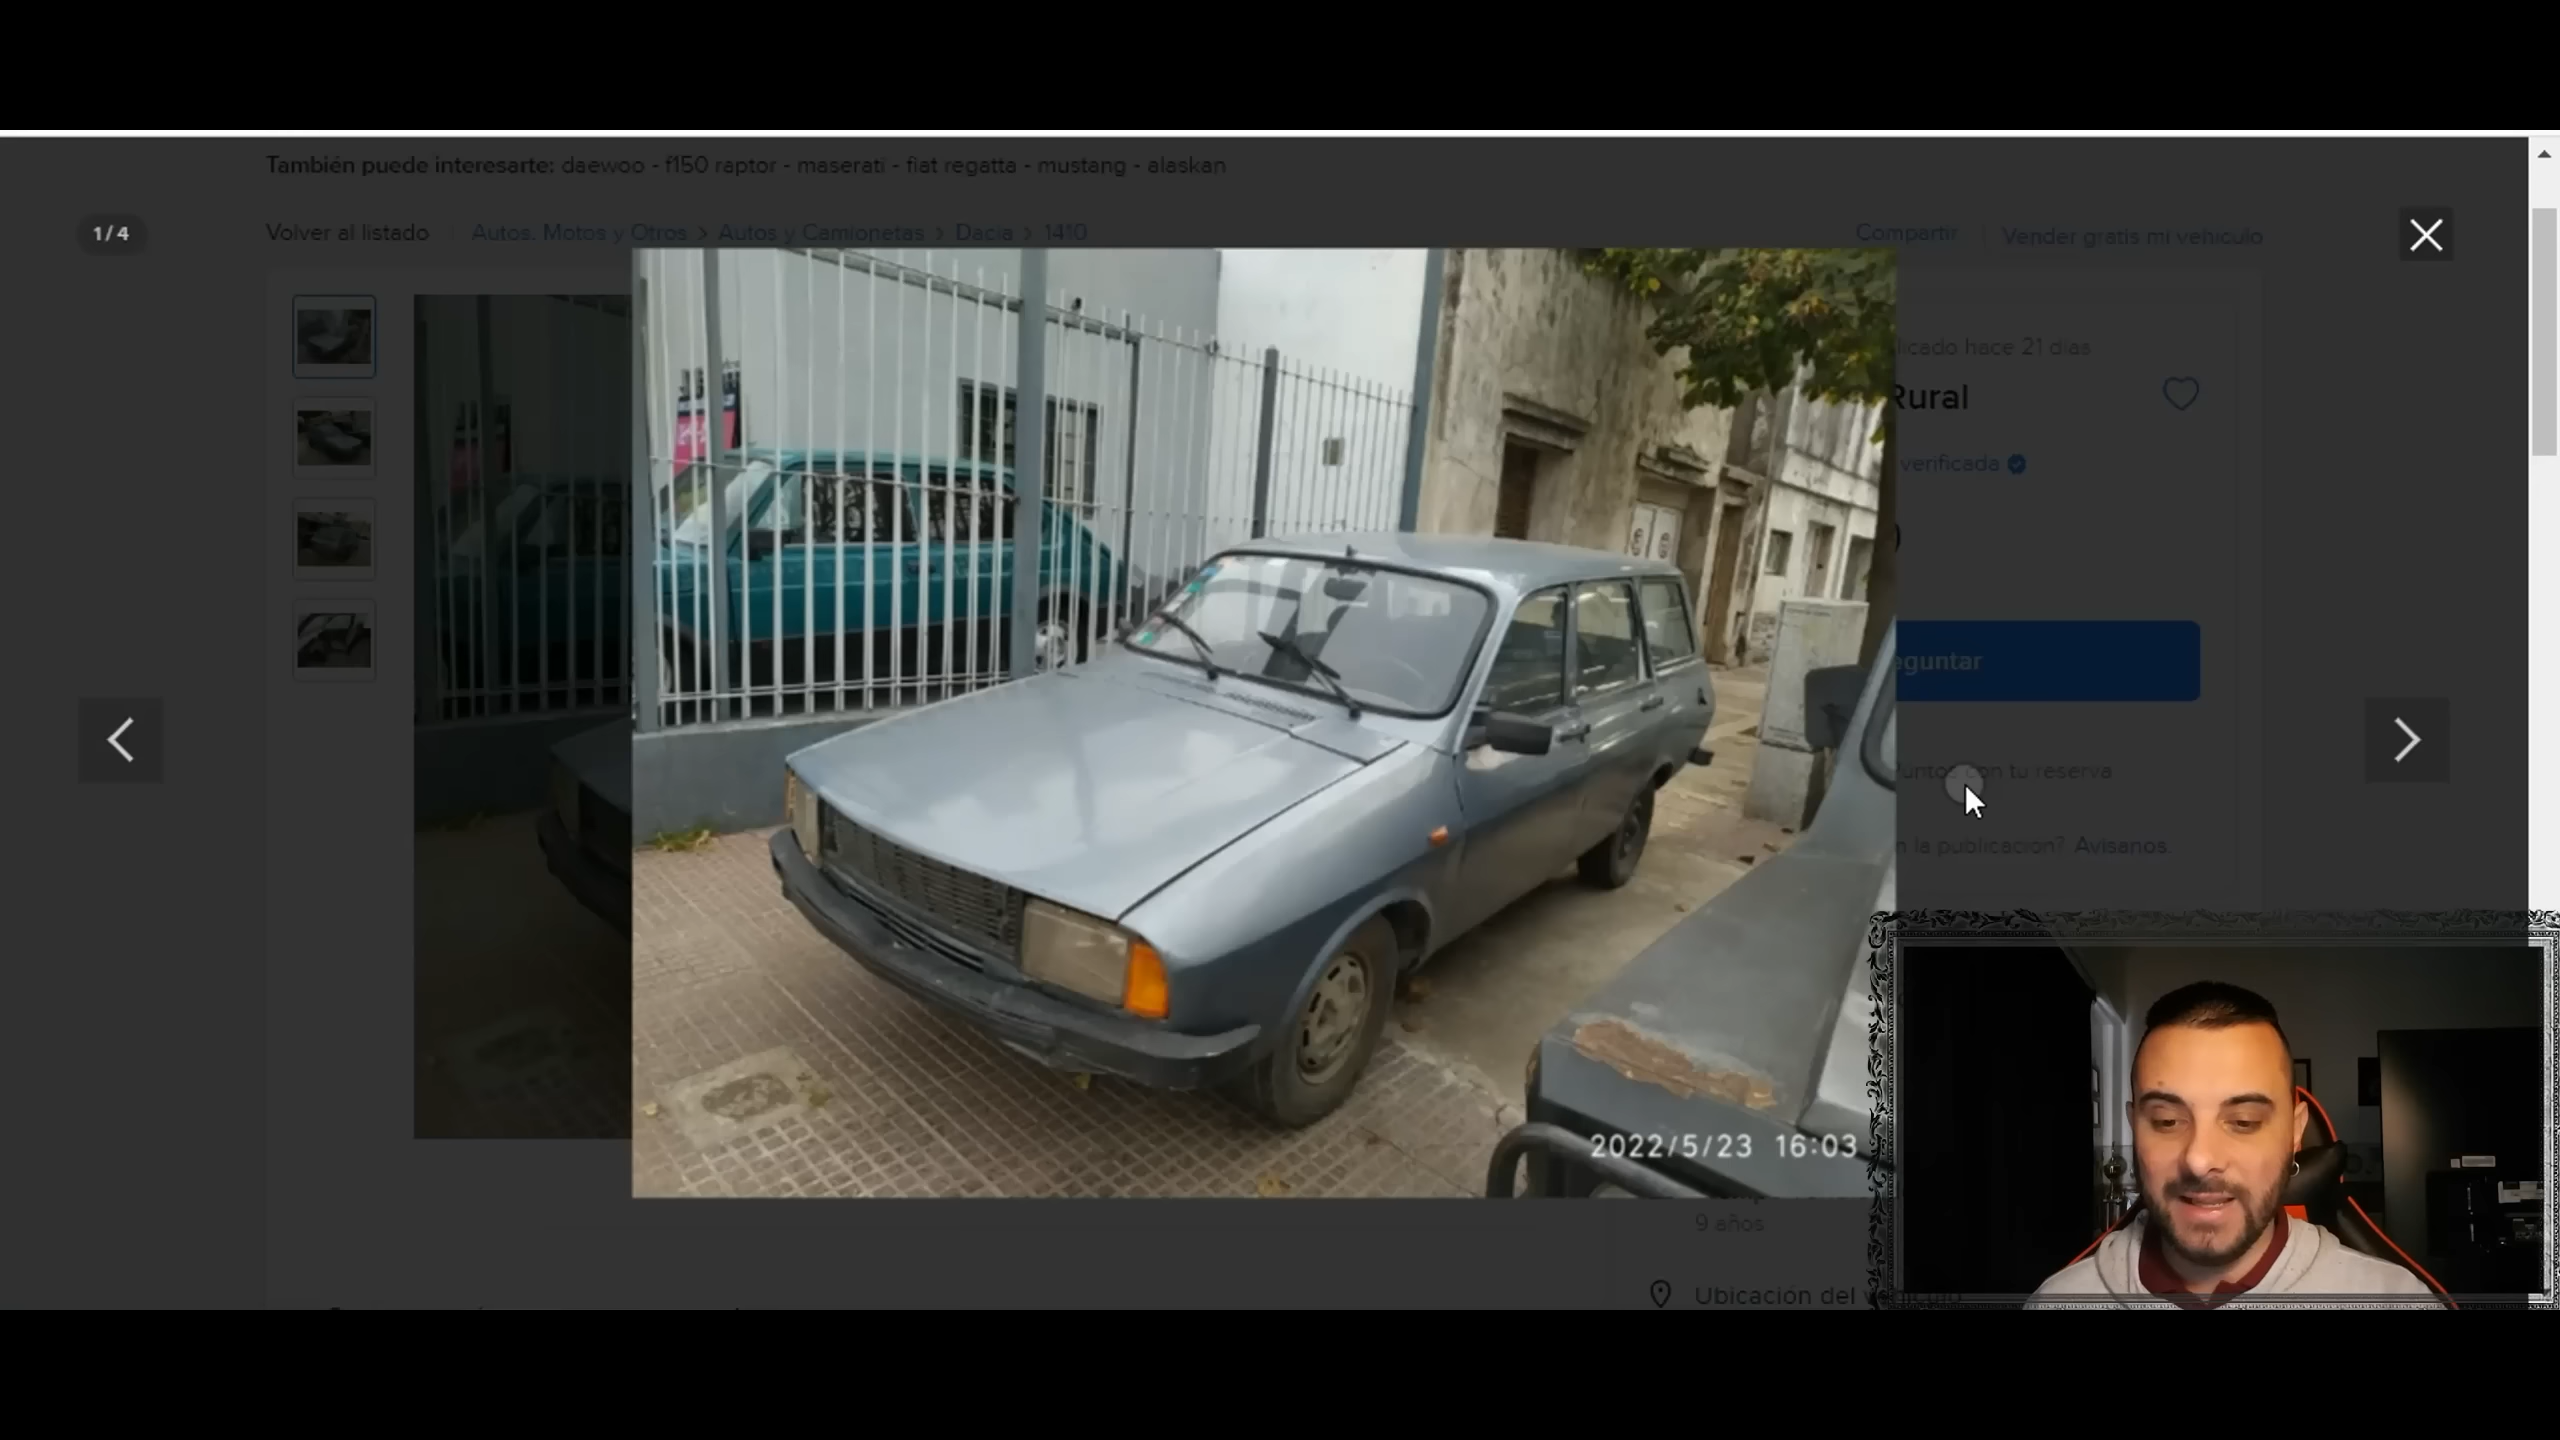 También puede interesarte: daewoo - f150 raptor - maserati - fiat regatta - mustang - alaskan
1 / 4
Volver al listado
Autos, Motos y Otros > Autos y Camionetas > Dacia > 1410
Compartir
Vender gratis mi vehículo
licado hace 21 días
Rural
verificada
eguntar
con tu reserva
la publicación? Avisanos.
2022/5/23 16:03
9 años
Ubicación del